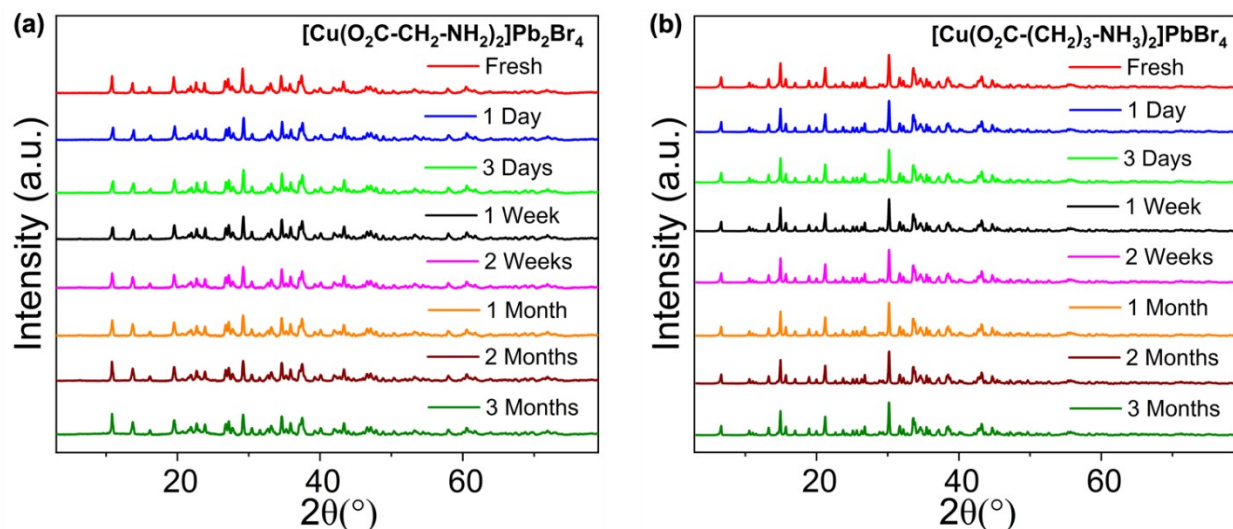 (a)
[Cu(O₂C-CH₂-NH₂)₂]Pb₂Br₄
Fresh
1 Day
3 Days
1 Week
2 Weeks
1 Month
2 Months
3 Months
Intensity (a.u.)
20 40 60
2θ(°)
(b)
[Cu(O₂C-(CH₂)₃-NH₃)₂]PbBr₄
Fresh
1 Day
3 Days
1 Week
2 Weeks
1 Month
2 Months
3 Months
Intensity (a.u.)
20 40 60
2θ(°)